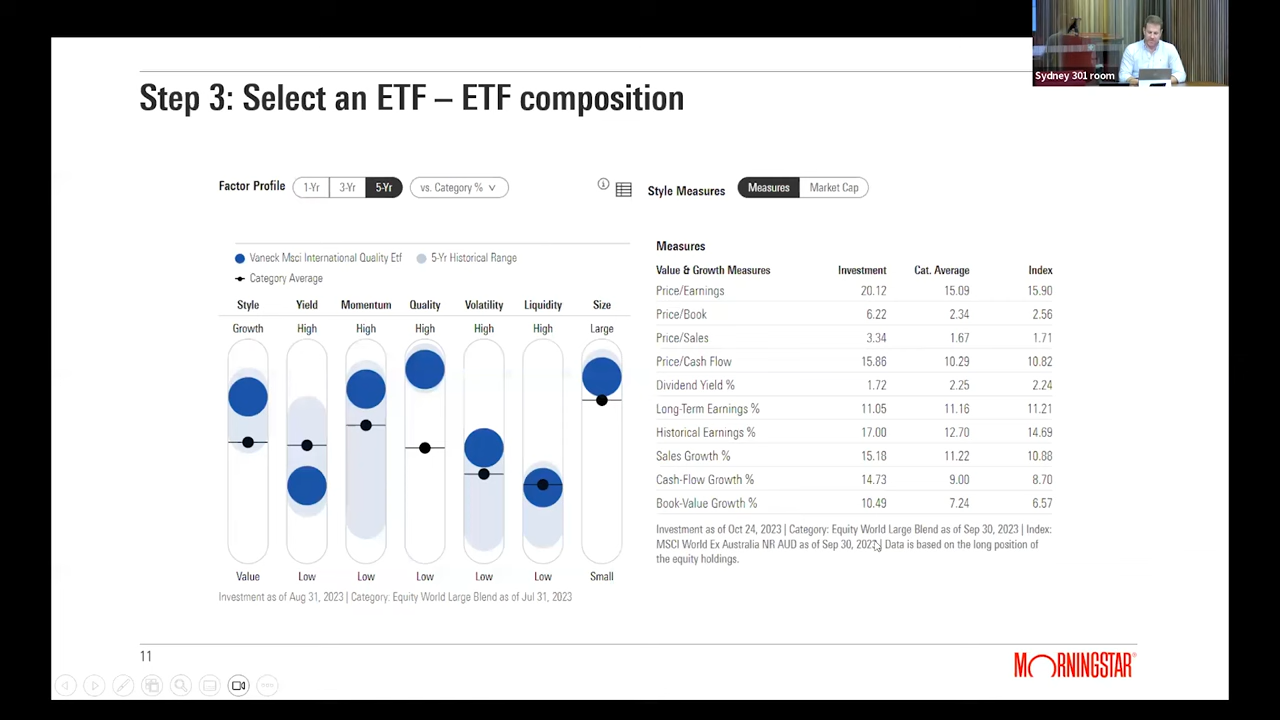 Sydney 301 room
Step 3: Select an ETF – ETF composition
Factor Profile 1-Yr 3-Yr 5-Yr vs. Category %
Vaneck Msci International Quality Etf 5-Yr Historical Range
Category Average
Style Yield Momentum Quality Volatility Liquidity Size
Growth High High High High High Large
Value Low Low Low Low Low Small
Investment as of Aug 31, 2023 | Category: Equity World Large Blend as of Jul 31, 2023
Style Measures Measures Market Cap
Measures
Value & Growth Measures Investment Cat. Average Index
Price/Earnings 20.12 15.09 15.90
Price/Book 6.22 2.34 2.56
Price/Sales 3.34 1.67 1.71
Price/Cash Flow 15.86 10.29 10.82
Dividend Yield % 1.72 2.25 2.24
Long-Term Earnings % 11.05 11.16 11.21
Historical Earnings % 17.00 12.70 14.69
Sales Growth % 15.18 11.22 10.88
Cash-Flow Growth % 14.73 9.00 8.70
Book-Value Growth % 10.49 7.24 6.57
Investment as of Oct 24, 2023 | Category: Equity World Large Blend as of Sep 30, 2023 | Index:
MSCI World Ex Australia NR AUD as of Sep 30, | Data is based on the long position of
the equity holdings.
11
MORNINGSTAR